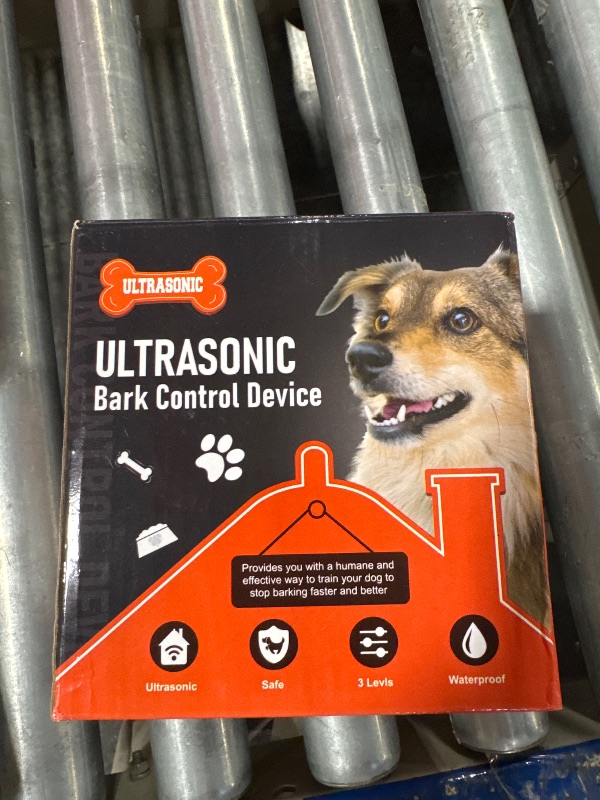 ULTRASONIC
ULTRASONIC
Bark Control Device
Provides you with a humane and
effective way to train your dog to
stop barking faster and better
Ultrasonic
Safe
3 Levls
Waterproof